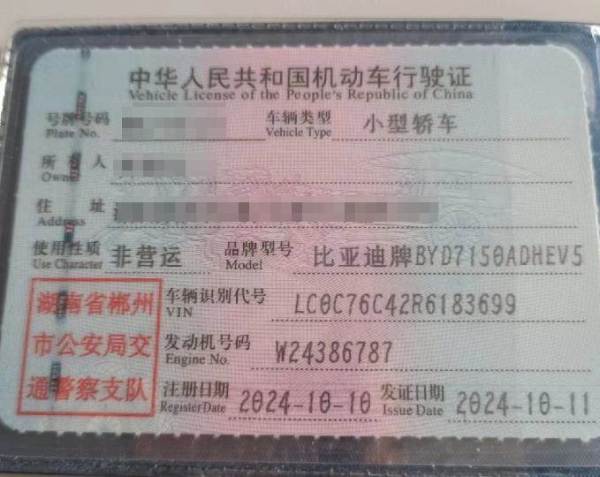 中华人民共和国机动车行驶证
Vehicle License of the People's Republic of China
号牌号码 车辆类型 小型轿车
Plate No. Vehicle Type
所有人
Owner
住址
Address
使用性质 非营运 品牌型号 比亚迪牌BYD7150ADHEV5
Use Character Model
湖南省郴州
市公安局交
通警察支队
车辆识别代号 LC0C76C42R6183699
VIN
发动机号码 W24386787
Engine No.
注册日期 2024-10-10 发证日期 2024-10-11
Register Date Issue Date